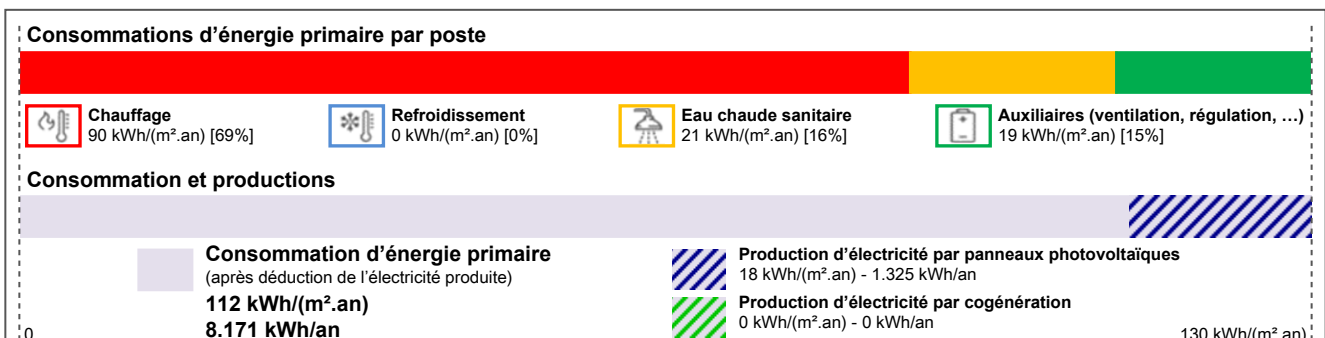 Consommations d’énergie primaire par poste
Chauffage
90 kWh/(m².an) [69%]
Refroidissement
0 kWh/(m².an) [0%]
Eau chaude sanitaire
21 kWh/(m².an) [16%]
Auxiliaires (ventilation, régulation, …)
19 kWh/(m².an) [15%]
Consommation et productions
Consommation d’énergie primaire
(après déduction de l’électricité produite)
112 kWh/(m².an)
8.171 kWh/an
Production d’électricité par panneaux photovoltaïques
18 kWh/(m².an) - 1.325 kWh/an
Production d’électricité par cogénération
0 kWh/(m².an) - 0 kWh/an
0
130 kWh/(m².an)